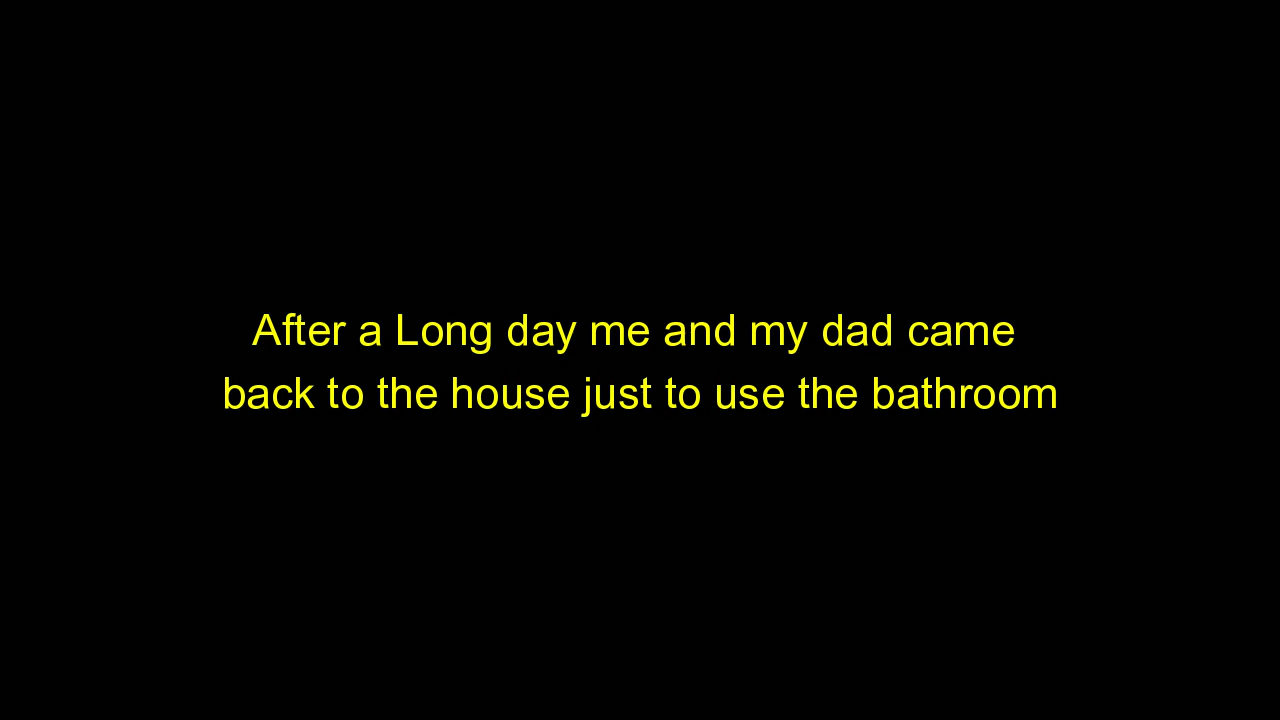 After a Long day me and my dad came
back to the house just to use the bathroom